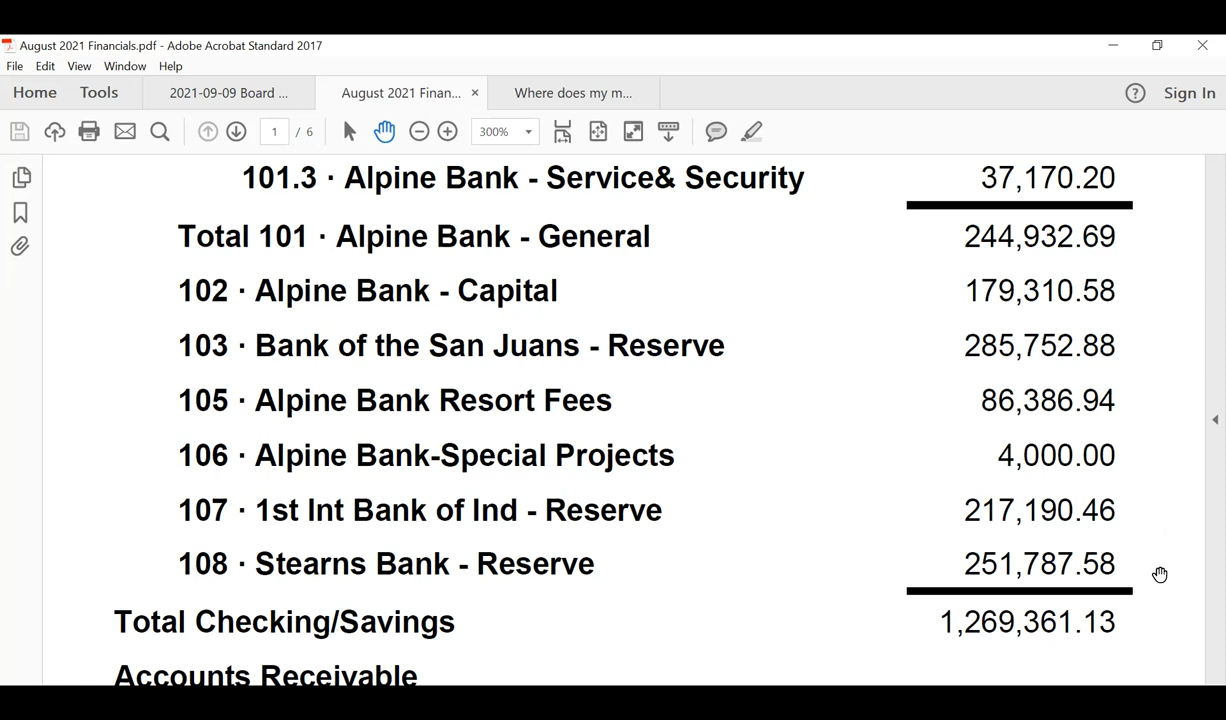 August 2021 Financials.pdf - Adobe Acrobat Standard 2017
File Edit View Window Help
Home Tools 2021-09-09 Board ... August 2021 Finan... × Where does my m... ? Sign In
1 / 6 300%
101.3 · Alpine Bank - Service& Security 37,170.20
Total 101 · Alpine Bank - General 244,932.69
102 · Alpine Bank - Capital 179,310.58
103 · Bank of the San Juans - Reserve 285,752.88
105 · Alpine Bank Resort Fees 86,386.94
106 · Alpine Bank-Special Projects 4,000.00
107 · 1st Int Bank of Ind - Reserve 217,190.46
108 · Stearns Bank - Reserve 251,787.58
Total Checking/Savings 1,269,361.13
Accounts Receivable